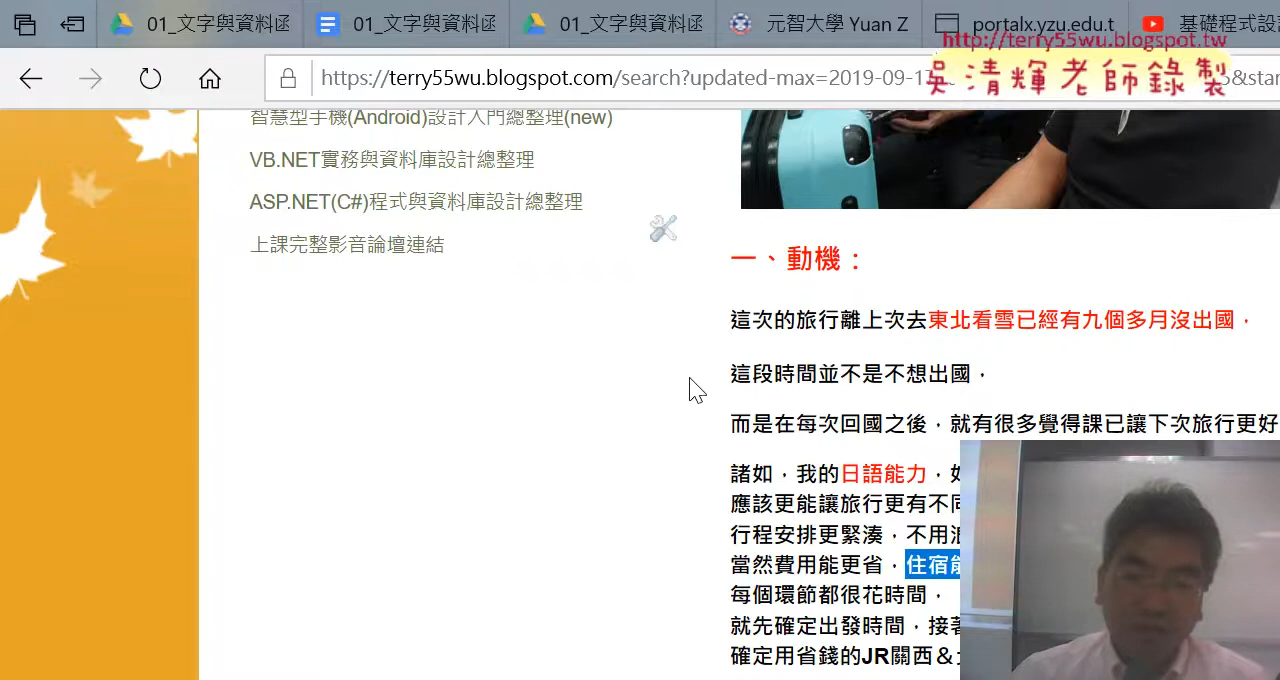 01_文字與資料函
01_文字與資料函
01_文字與資料函
元智大學 Yuan Z
portalx.yzu.edu.t
基礎程式設
http://terry55wu.blogspot.tw
吳清輝老師錄製
https://terry55wu.blogspot.com/search?updated-max=2019-09-1
&star
智慧型手機(Android)設計入門總整理(new)
VB.NET實務與資料庫設計總整理
ASP.NET(C#)程式與資料庫設計總整理
上課完整影音論壇連結
一、動機：
這次的旅行離上次去東北看雪已經有九個多月沒出國，
這段時間並不是不想出國，
而是在每次回國之後，就有很多覺得課已讓下次旅行更好
諸如，我的日語能力，
應該更能讓旅行更有不同
行程安排更緊湊，不用
當然費用能更省，住宿
每個環節都很花時間，
就先確定出發時間，接著
確定用省錢的JR關西＆